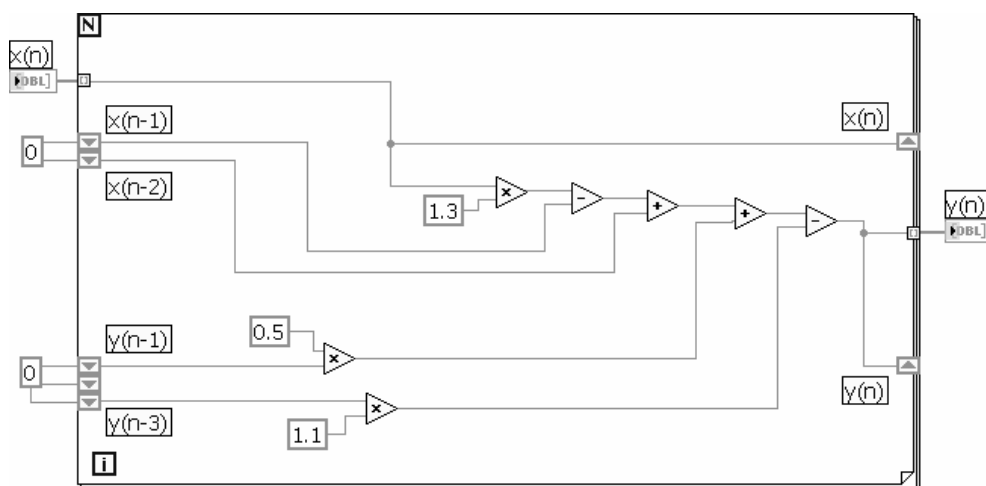 N
x(n)
DBL]
x(n-1)
x(n)
0
x(n-2)
1.3
×
-
+
+
-
y(n)
DBL]
0.5
y(n-1)
×
0
y(n)
×
y(n-3)
1.1
i